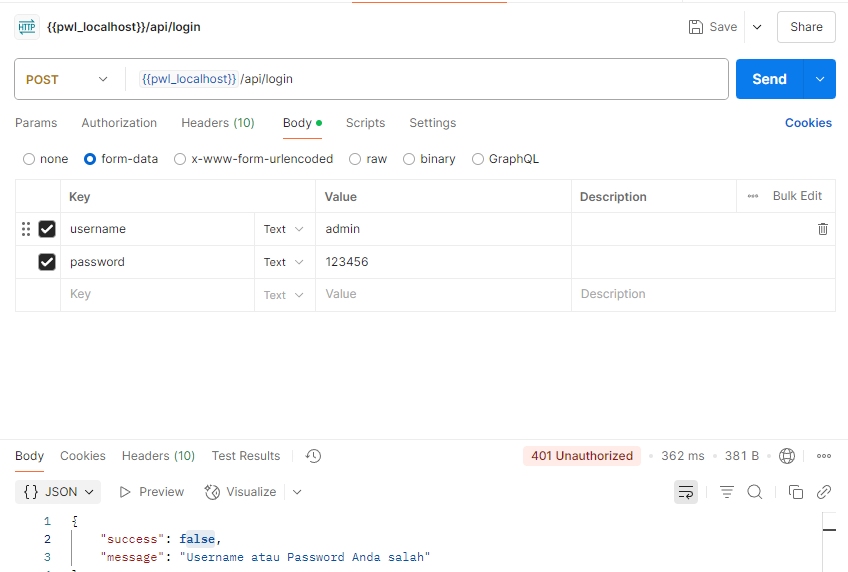 HTTP {{pwl_localhost}}/api/login Save Share
POST {{pwl_localhost}} /api/login Send
Params Authorization Headers (10) Body Scripts Settings Cookies
none form-data x-www-form-urlencoded raw binary GraphQL
Key Value Description ••• Bulk Edit
username Text admin
password Text 123456
Key Text Value Description
Body Cookies Headers (10) Test Results 401 Unauthorized • 362 ms • 381 B •
{} JSON Preview Visualize
1 {
2 "success": false,
3 "message": "Username atau Password Anda salah"